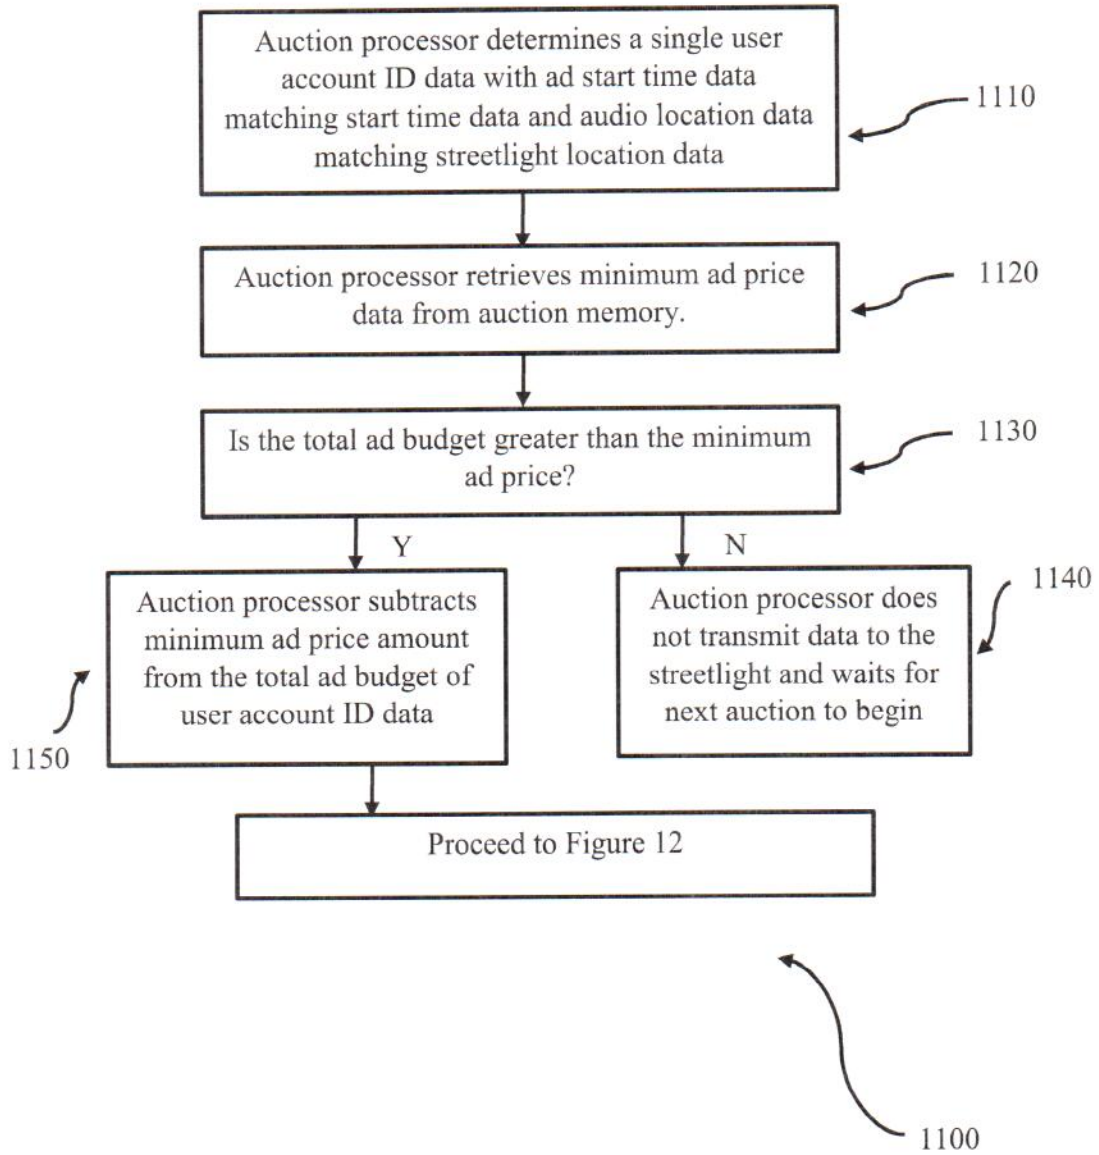 Auction processor determines a single user
account ID data with ad start time data
matching start time data and audio location data
matching streetlight location data
1110
Auction processor retrieves minimum ad price
data from auction memory.
1120
Is the total ad budget greater than the minimum
ad price?
1130
Y
N
Auction processor subtracts
minimum ad price amount
from the total ad budget of
user account ID data
1150
Auction processor does
not transmit data to the
streetlight and waits for
next auction to begin
1140
Proceed to Figure 12
1100